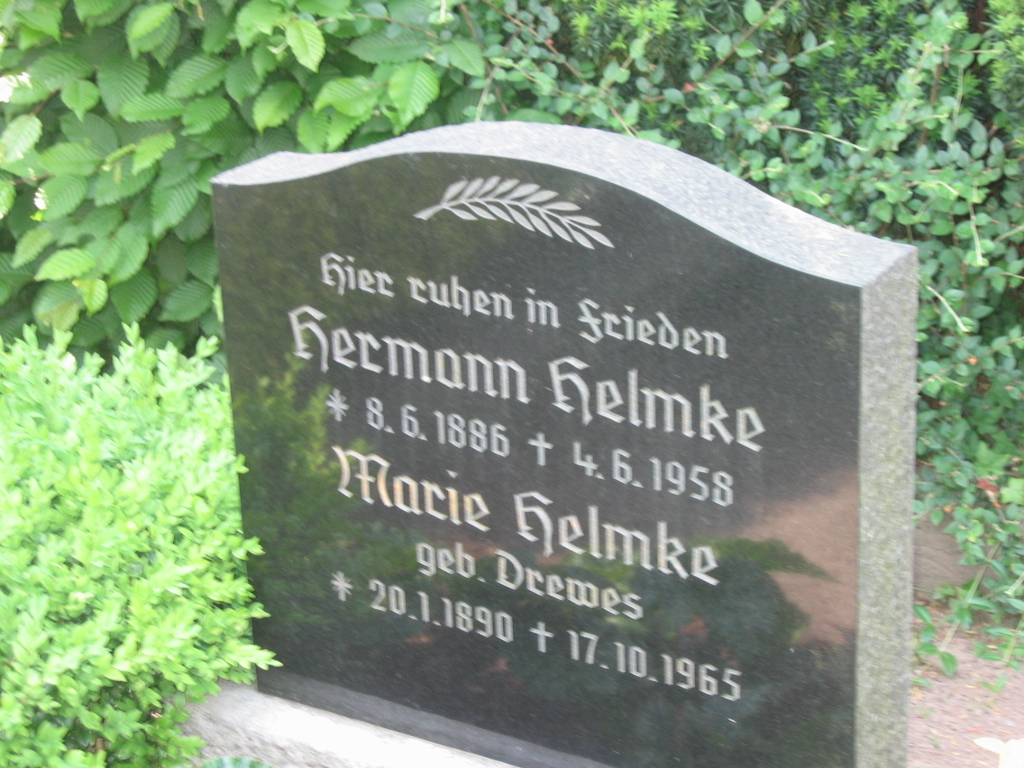 Hier ruhen in Frieden
Hermann Helmke
* 8.6.1886 † 4.6.1958
Marie Helmke
geb. Drewes
* 20.1.1890 † 17.10.1965